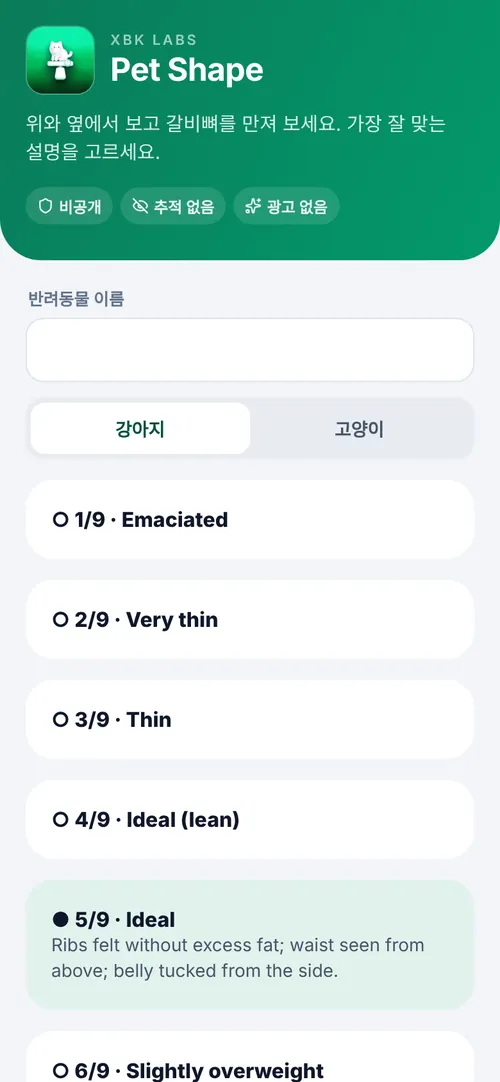 XBK LABS
Pet Shape
위와 옆에서 보고 갈비뼈를 만져 보세요. 가장 잘 맞는
설명을 고르세요.
비공개
추적 없음
광고 없음
반려동물 이름
강아지
고양이
1/9 · Emaciated
2/9 · Very thin
3/9 · Thin
4/9 · Ideal (lean)
5/9 · Ideal
Ribs felt without excess fat; waist seen from
above; belly tucked from the side.
6/9 · Slightly overweight